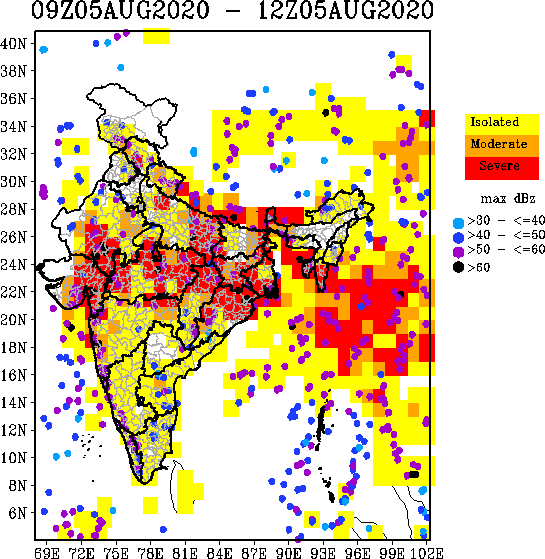 09Z05AUG2020 - 12Z05AUG2020
40N
38N
36N
34N
32N
30N
28N
26N
24N
22N
20N
18N
16N
14N
12N
10N
8N
6N
69E 72E 75E 78E 81E 84E 87E 90E 93E 96E 99E 102E
Isolated
Moderate
Severe
max dBz
>30 - <=40
>40 - <=50
>50 - <=60
>60